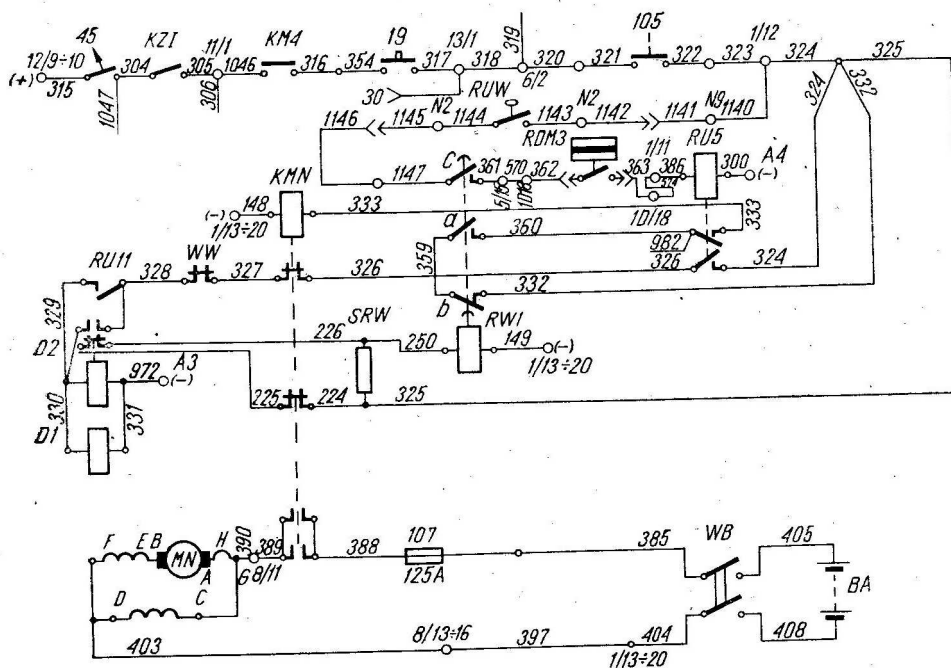 45 KZI 11/1 KM4 19 13/1 319 105 1/12
12/9÷10 304 305 1046 316 354 317 318 320 321 322 323 324 325
(+) 315 1047 306 6/2
30 RUW 324 332
1146 1145 N2 1144 1143 N2 1142 1141 N9 1140
RDM3 1/11 RU5
1147 C 361 570 362 363 386 300 A4
5/15 10/18 574 (-)
KMN
(-) 148 333 333
1/13÷20 a 360 10/18
982
RU11 328 WW 327 326 359 326 324
332
329 b
SRW RW1
226 250 149 (-)
D2 1/13÷20
972 A3
(-)
225 224 325
330 331
D1
F E B MN A H 390 389 388 107 385 WB 405
6 8/11 125A
D C BA
403 8/13÷16 397 404 408
1/13÷20